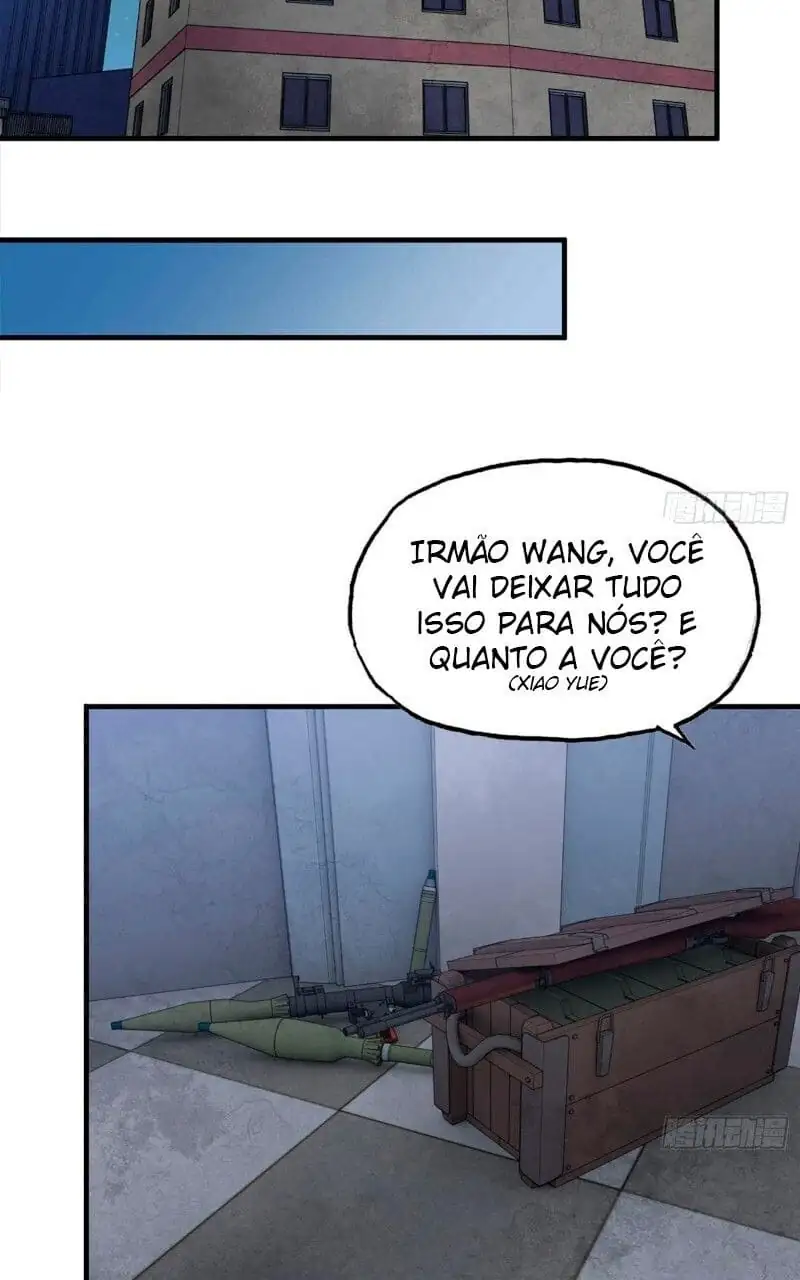 IRMÃO WANG, VOCÊ
VAI DEIXAR TUDO
ISSO PARA NÓS? E
QUANTO A VOCÊ?
(XIAO YUE)